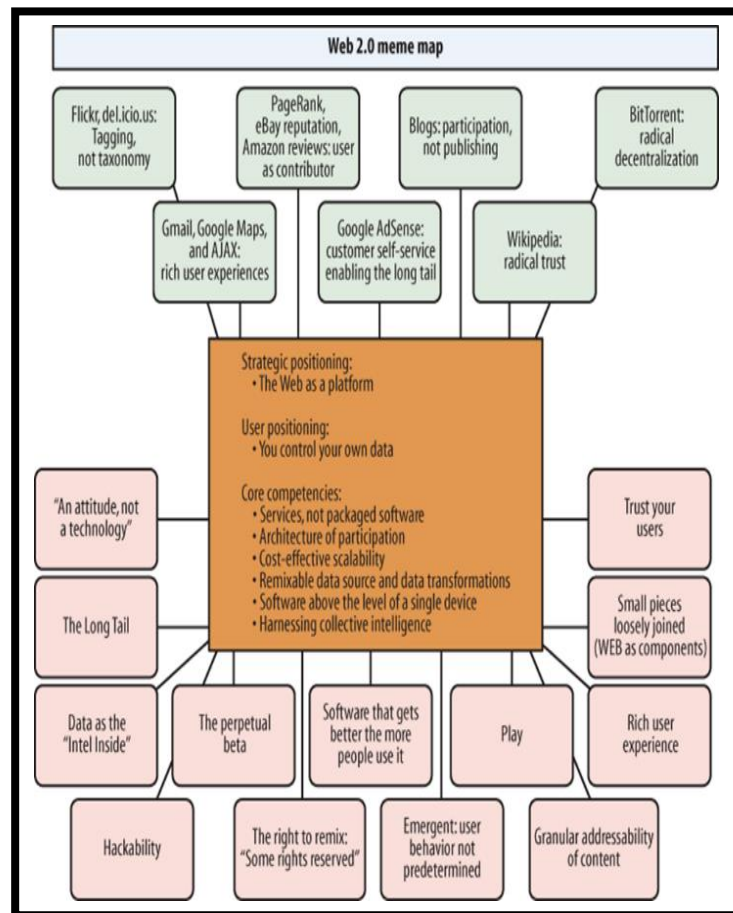 Web 2.0 meme map
Flickr, del.icio.us:
Tagging,
not taxonomy
PageRank,
eBay reputation,
Amazon reviews: user
as contributor
Blogs: participation,
not publishing
BitTorrent:
radical
decentralization
Gmail, Google Maps,
and AJAX:
rich user experiences
Google AdSense:
customer self-service
enabling the long tail
Wikipedia:
radical trust
Strategic positioning:
• The Web as a platform
User positioning:
• You control your own data
Core competencies:
• Services, not packaged software
• Architecture of participation
• Cost-effective scalability
• Remixable data source and data transformations
• Software above the level of a single device
• Harnessing collective intelligence
"An attitude, not
a technology"
Trust your
users
The Long Tail
Small pieces
loosely joined
(WEB as components)
Data as the
"Intel Inside"
The perpetual
beta
Software that gets
better the more
people use it
Play
Rich user
experience
Hackability
The right to remix:
"Some rights reserved"
Emergent: user
behavior not
predetermined
Granular addressability
of content